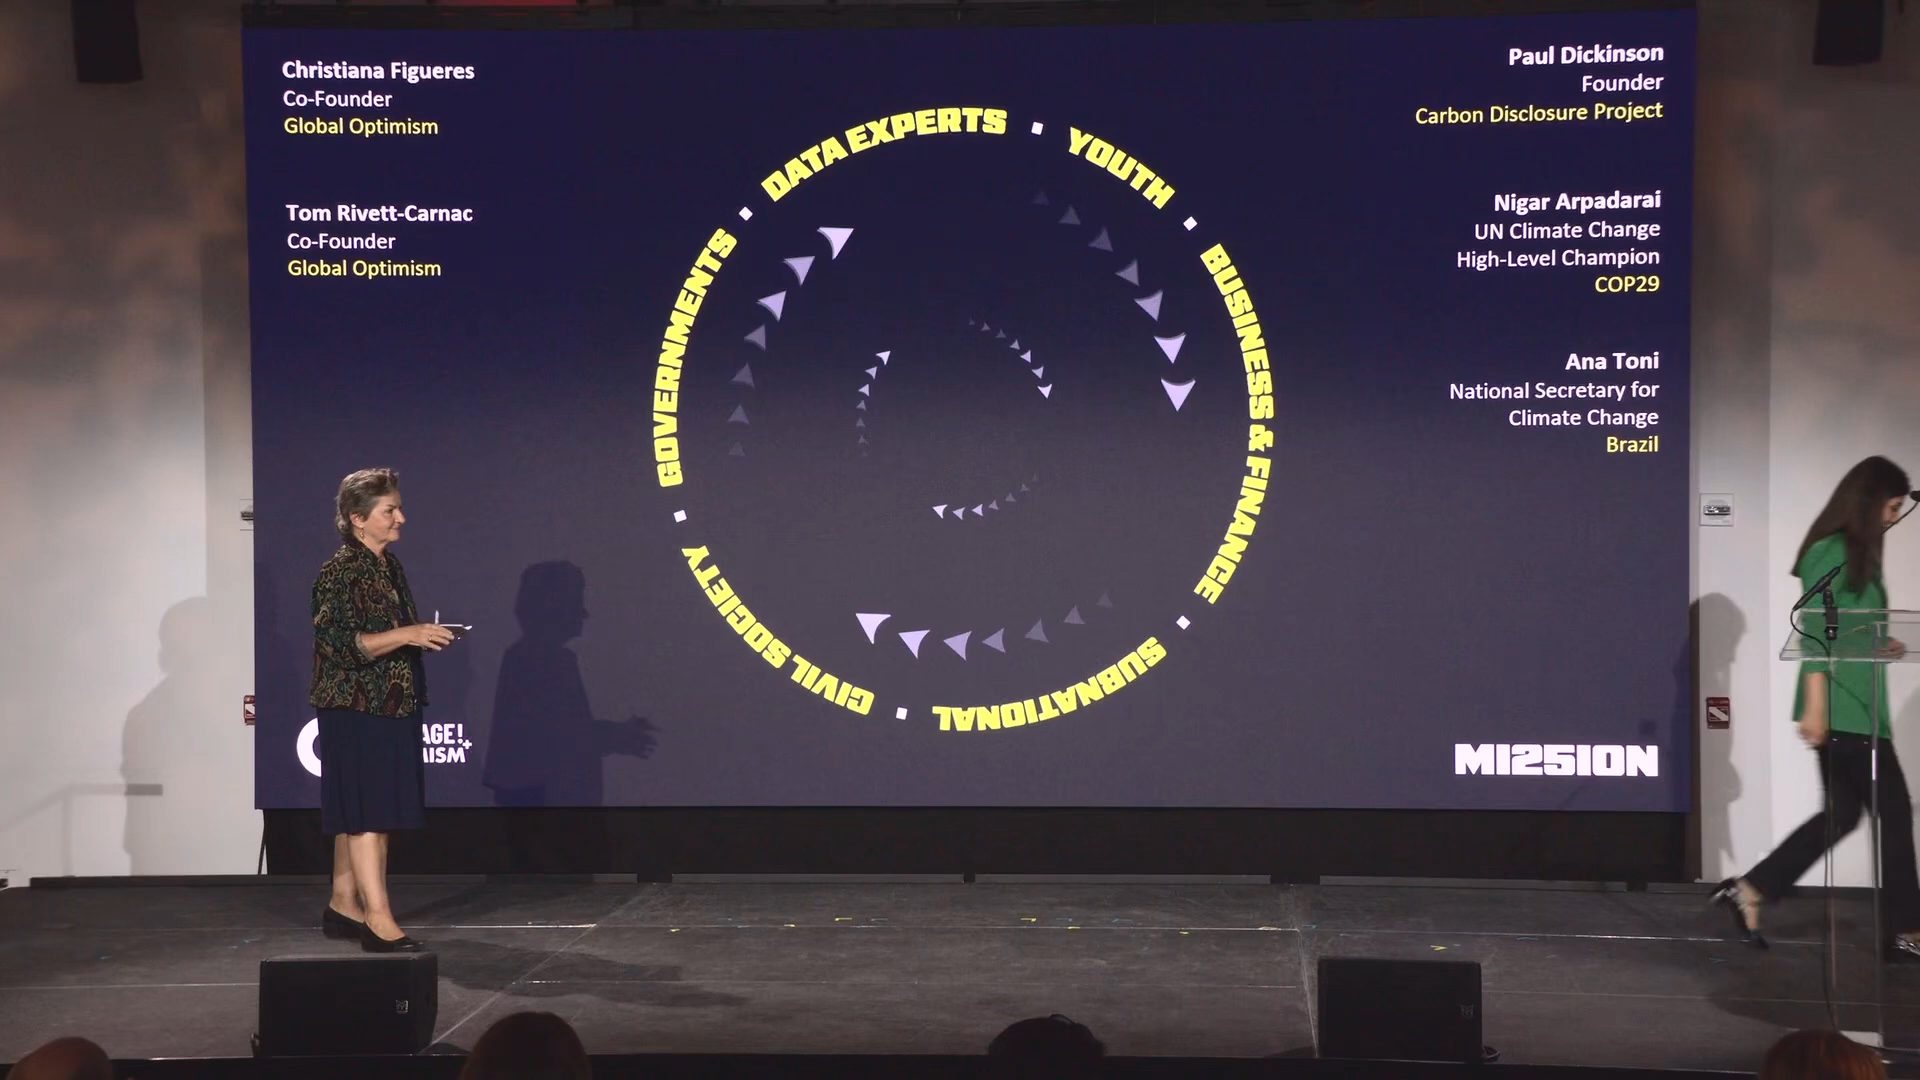 Christiana Figueres
Co-Founder
Global Optimism
Tom Rivett-Carnac
Co-Founder
Global Optimism
DATA EXPERTS
YOUTH
BUSINESS & FINANCE
SUBNATIONAL
CIVIL SOCIETY
GOVERNMENTS
Paul Dickinson
Founder
Carbon Disclosure Project
Nigar Arpadarai
UN Climate Change
High-Level Champion
COP29
Ana Toni
National Secretary for
Climate Change
Brazil
MI25ION